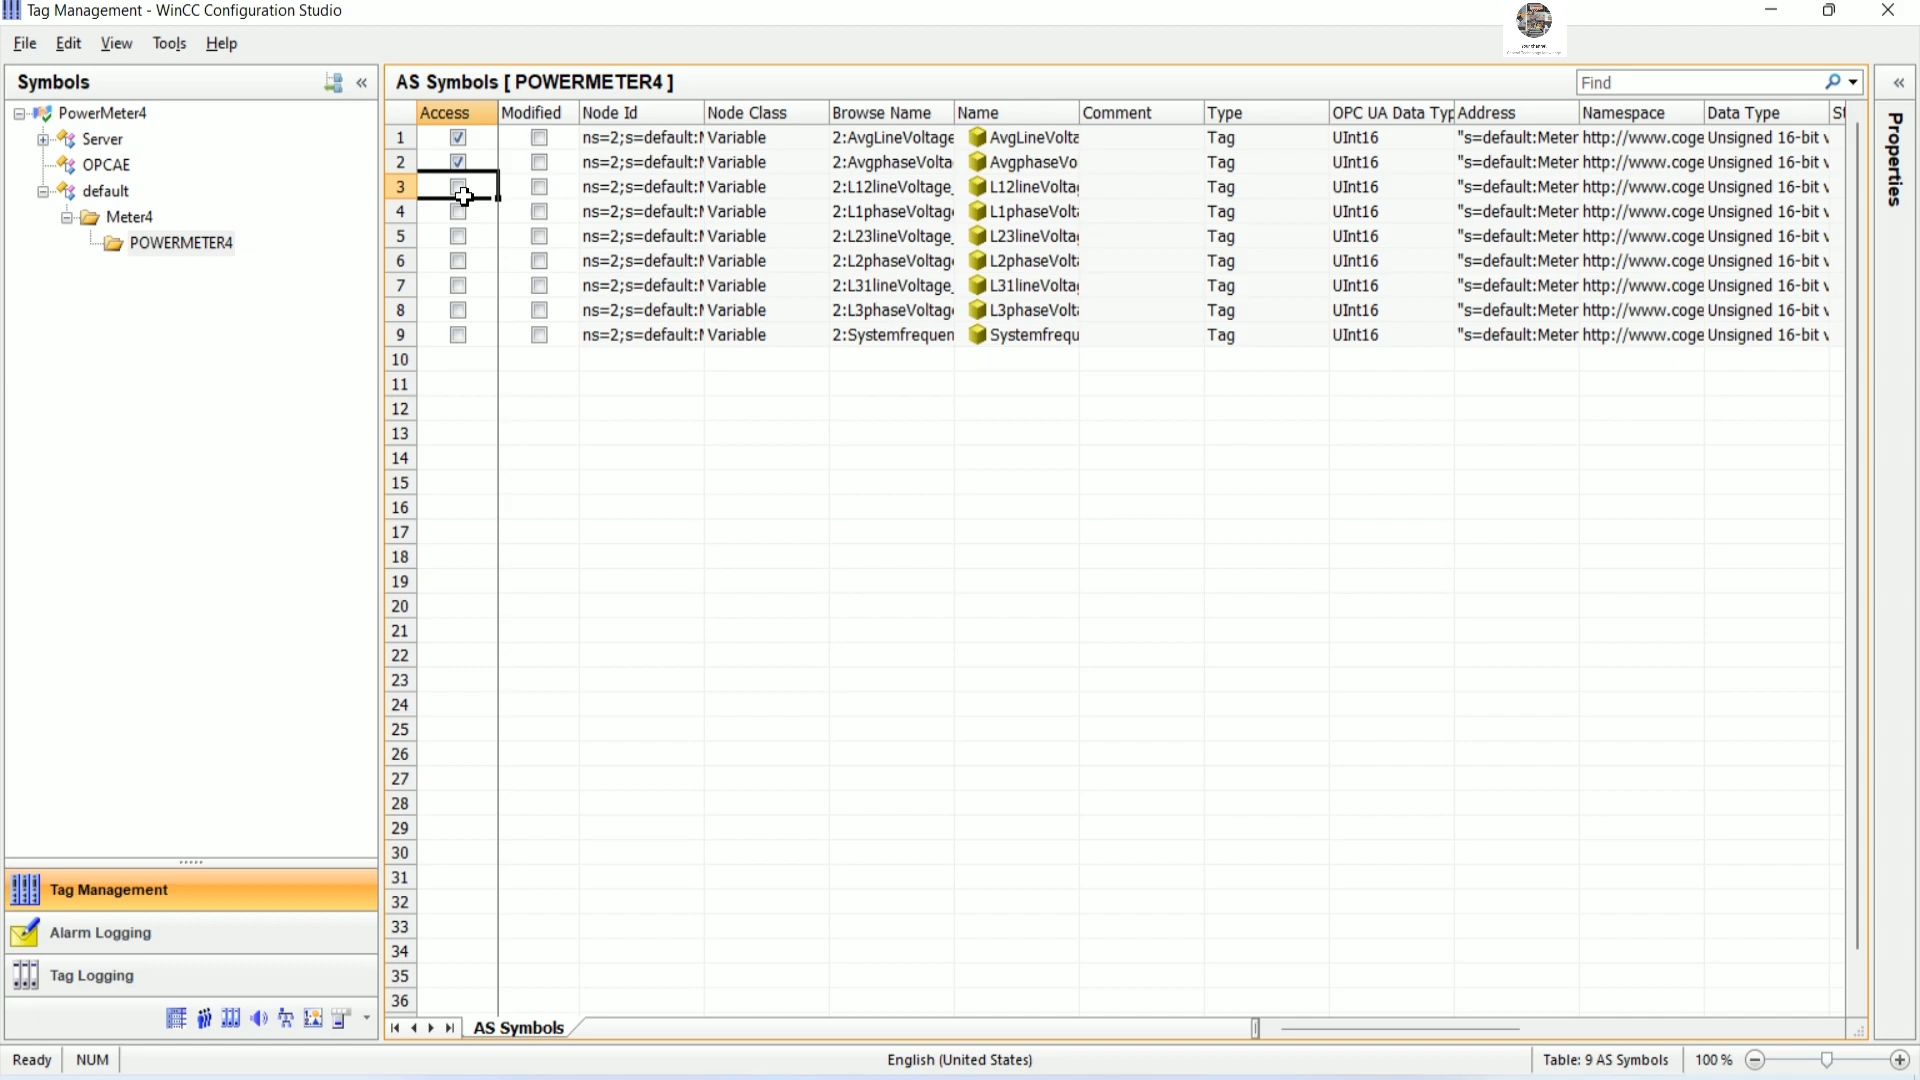 Tag Management - WinCC Configuration Studio
File Edit View Tools Help
Symbols
PowerMeter4
Server
OPCAE
default
Meter4
POWERMETER4
Tag Management
Alarm Logging
Tag Logging
AS Symbols [ POWERMETER4 ]
Find
Access Modified Node Id Node Class Browse Name Name Comment Type OPC UA Data Typ Address Namespace Data Type St
1 ns=2;s=default:M Variable 2:AvgLineVoltage AvgLineVolta Tag UInt16 "s=default:Meter http://www.coge Unsigned 16-bit v
2 ns=2;s=default:M Variable 2:AvgphaseVolta AvgphaseVo Tag UInt16 "s=default:Meter http://www.coge Unsigned 16-bit v
3 ns=2;s=default:M Variable 2:L12lineVoltage_ L12lineVoltag Tag UInt16 "s=default:Meter http://www.coge Unsigned 16-bit v
4 ns=2;s=default:M Variable 2:L1phaseVoltag L1phaseVolta Tag UInt16 "s=default:Meter http://www.coge Unsigned 16-bit v
5 ns=2;s=default:M Variable 2:L23lineVoltage_ L23lineVoltag Tag UInt16 "s=default:Meter http://www.coge Unsigned 16-bit v
6 ns=2;s=default:M Variable 2:L2phaseVoltag L2phaseVolta Tag UInt16 "s=default:Meter http://www.coge Unsigned 16-bit v
7 ns=2;s=default:M Variable 2:L31lineVoltage_ L31lineVoltag Tag UInt16 "s=default:Meter http://www.coge Unsigned 16-bit v
8 ns=2;s=default:M Variable 2:L3phaseVoltag L3phaseVolta Tag UInt16 "s=default:Meter http://www.coge Unsigned 16-bit v
9 ns=2;s=default:M Variable 2:Systemfrequen Systemfrequ Tag UInt16 "s=default:Meter http://www.coge Unsigned 16-bit v
10
11
12
13
14
15
16
17
18
19
20
21
22
23
24
25
26
27
28
29
30
31
32
33
34
35
36
AS Symbols
Properties
Ready NUM English (United States) Table: 9 AS Symbols 100 %